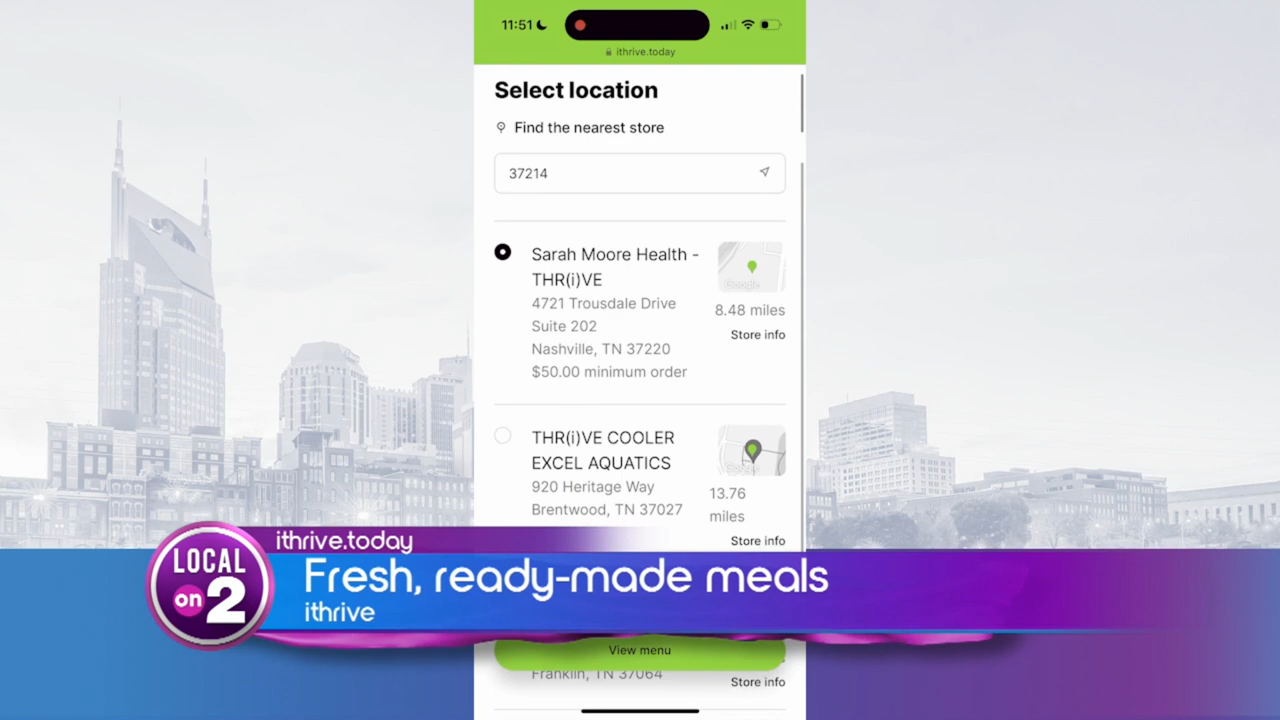 11:51
ithrive.today
Select location
Find the nearest store
37214
Sarah Moore Health -
THR(i)VE
4721 Trousdale Drive
Suite 202
Nashville, TN 37220
$50.00 minimum order
Google
8.48 miles
Store info
THR(i)VE COOLER
EXCEL AQUATICS
920 Heritage Way
Brentwood, TN 37027
13.76
miles
Store info
LOCAL
on 2
ithrive.today
Fresh, ready-made meals
ithrive
View menu
Franklin, TN 37064
Store info